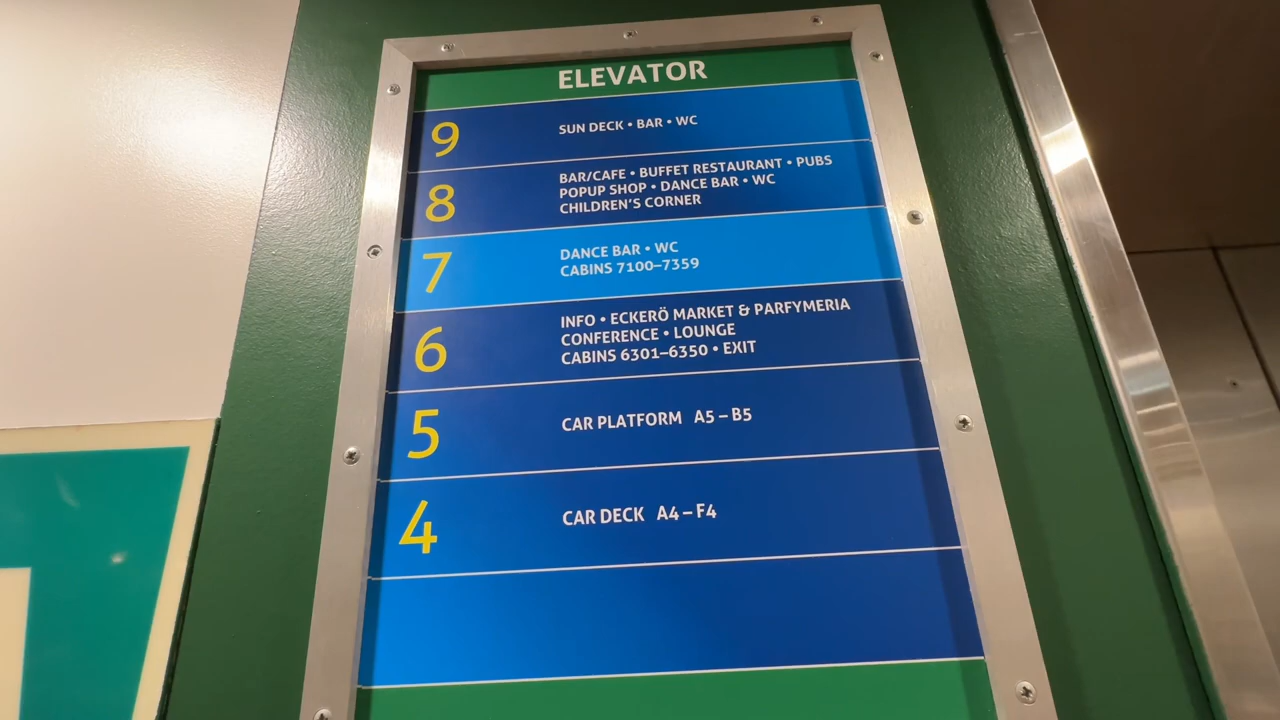 ELEVATOR
9
SUN DECK • BAR • WC
8
BAR/CAFE • BUFFET RESTAURANT • PUBS
POPUP SHOP • DANCE BAR • WC
CHILDREN'S CORNER
7
DANCE BAR • WC
CABINS 7100–7359
6
INFO • ECKERÖ MARKET & PARFYMERIA
CONFERENCE • LOUNGE
CABINS 6301–6350 • EXIT
5
CAR PLATFORM A5 – B5
4
CAR DECK A4 – F4